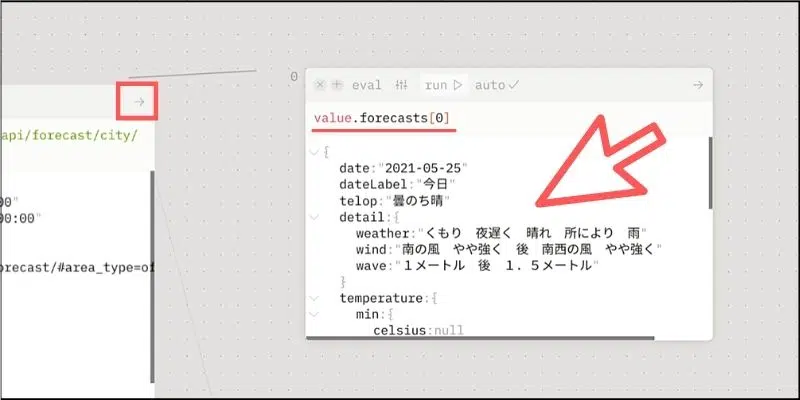 api/forecast/city/
00"
0:00"
orecast/#area_type=of
0
eval run auto
value.forecasts[0]
{
date:"2021-05-25"
dateLabel:"今日"
telop:"曇のち晴"
detail:{
weather:"くもり　夜遅く　晴れ　所により　雨"
wind:"南の風　やや強く　後　南西の風　やや強く"
wave:"１メートル　後　１．５メートル"
}
temperature:{
min:{
celsius:null